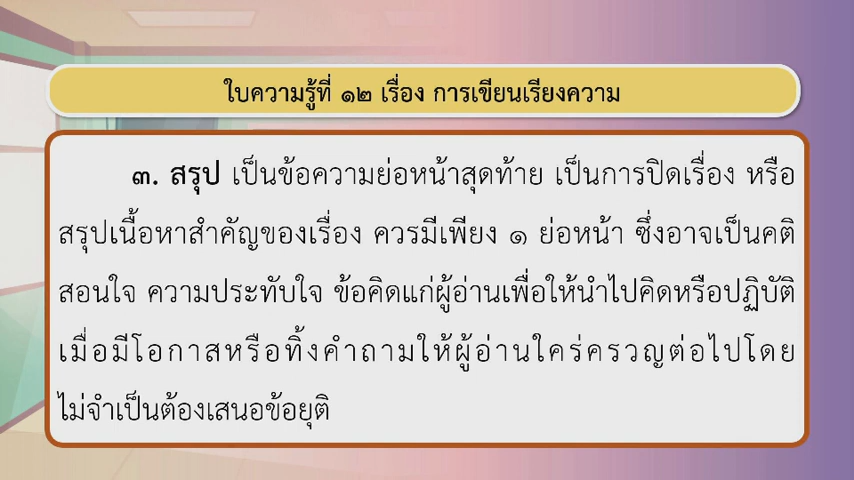 ใบความรู้ที่ ๑๒ เรื่อง การเขียนเรียงความ
๓. สรุป เป็นข้อความย่อหน้าสุดท้าย เป็นการปิดเรื่อง หรือ
สรุปเนื้อหาสำคัญของเรื่อง ควรมีเพียง ๑ ย่อหน้า ซึ่งอาจเป็นคติ
สอนใจ ความประทับใจ ข้อคิดแก่ผู้อ่านเพื่อให้นำไปคิดหรือปฏิบัติ
เมื่อมีโอกาสหรือทิ้งคำถามให้ผู้อ่านใคร่ครวญต่อไปโดย
ไม่จำเป็นต้องเสนอข้อยุติ